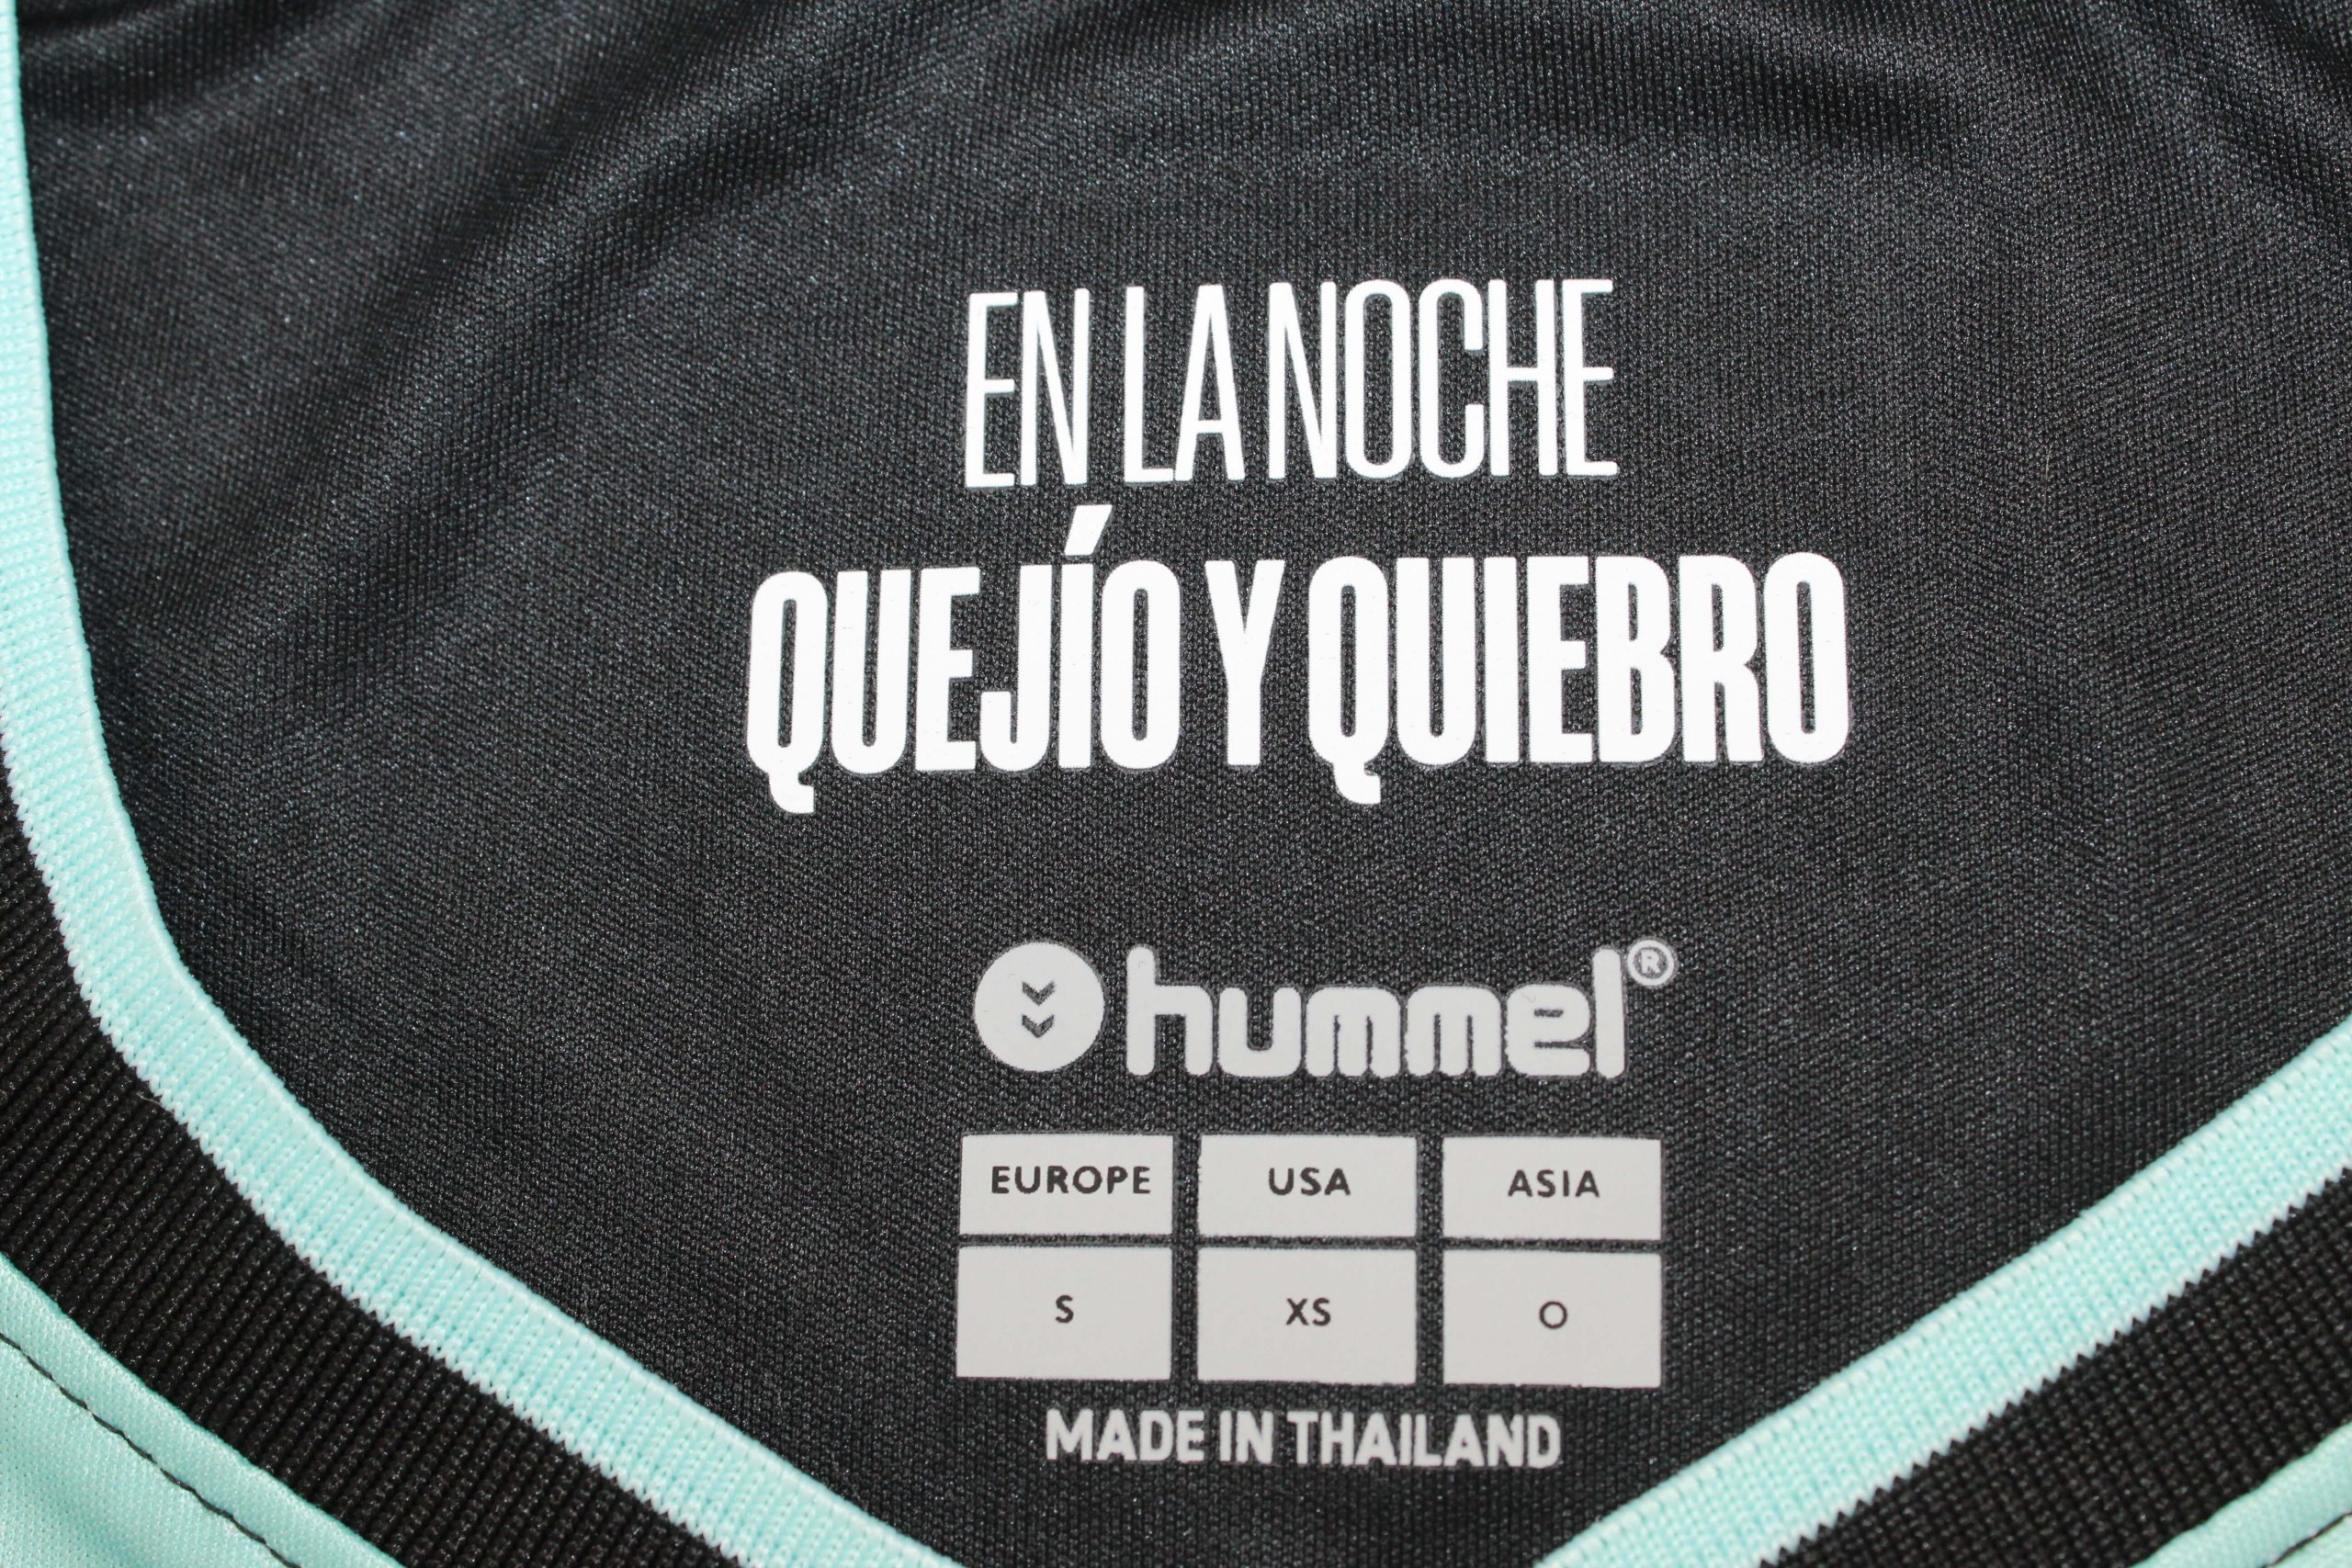 EN LA NOCHE
QUEJÍO Y QUIEBRO
hummel®
EUROPE USA ASIA
S XS O
MADE IN THAILAND